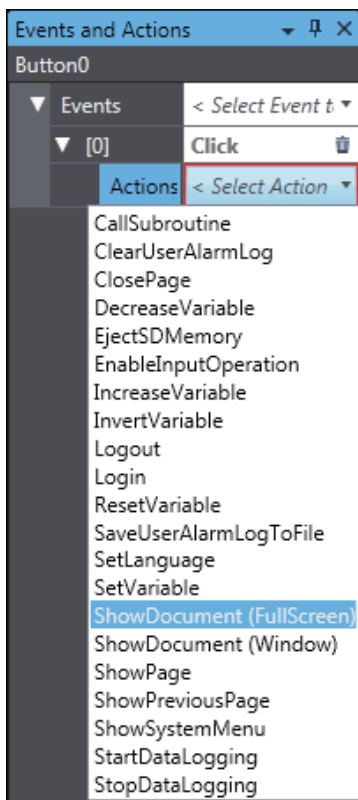 Events and Actions
Button0
Events < Select Event t
[0] Click
Actions < Select Action
CallSubroutine
ClearUserAlarmLog
ClosePage
DecreaseVariable
EjectSDMemory
EnableInputOperation
IncreaseVariable
InvertVariable
Logout
Login
ResetVariable
SaveUserAlarmLogToFile
SetLanguage
SetVariable
ShowDocument (FullScreen)
ShowDocument (Window)
ShowPage
ShowPreviousPage
ShowSystemMenu
StartDataLogging
StopDataLogging